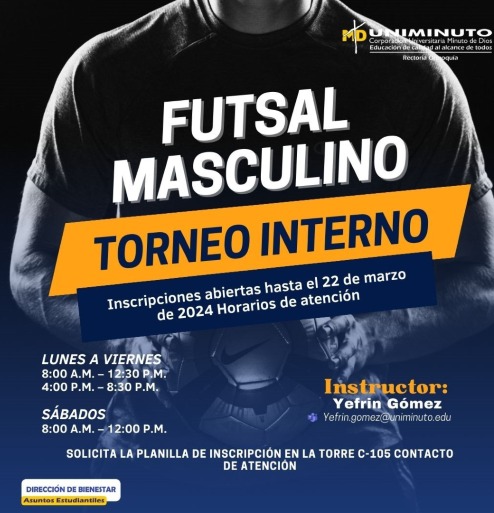 UNIMINUTO
Corporación Universitaria Minuto de Dios
Educación de calidad al alcance de todos
FUTSAL
MASCULINO
TORNEO INTERNO
Inscripciones abiertas hasta el 22 de marzo
de 2024 Horarios de atención
LUNES A VIERNES
8:00 A.M. – 12:30 P.M.
4:00 P.M. – 8:30 P.M.
SÁBADOS
8:00 A.M. – 12:00 P.M.
Instructor:
Yefrin Gómez
Yefrin.gomez@uniminuto.edu
SOLICITA LA PLANILLA DE INSCRIPCIÓN EN LA TORRE C-105 CONTACTO
DE ATENCIÓN
DIRECCIÓN DE BIENESTAR
Asuntos Estudiantiles